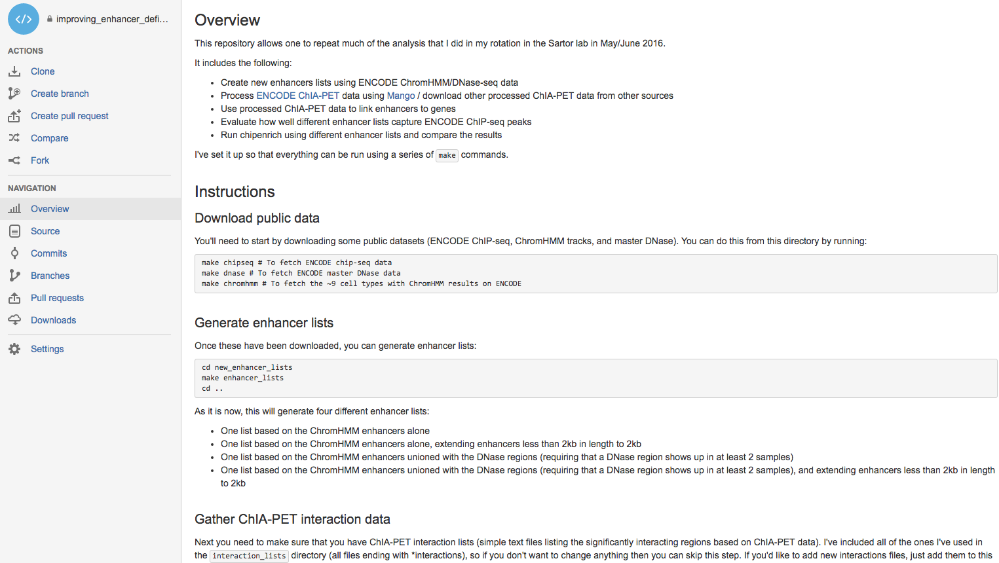 improving_enhancer_defi...
ACTIONS
Clone
Create branch
Create pull request
Compare
Fork
NAVIGATION
Overview
Source
Commits
Branches
Pull requests
Downloads
Settings
Overview
This repository allows one to repeat much of the analysis that I did in my rotation in the Sartor lab in May/June 2016.
It includes the following:
• Create new enhancers lists using ENCODE ChromHMM/DNase-seq data
• Process ENCODE ChIA-PET data using Mango / download other processed ChIA-PET data from other sources
• Use processed ChIA-PET data to link enhancers to genes
• Evaluate how well different enhancer lists capture ENCODE ChIP-seq peaks
• Run chipenrich using different enhancer lists and compare the results
I've set it up so that everything can be run using a series of make commands.
Instructions
Download public data
You'll need to start by downloading some public datasets (ENCODE ChIP-seq, ChromHMM tracks, and master DNase). You can do this from this directory by running:
make chipseq # To fetch ENCODE chip-seq data
make dnase # To fetch ENCODE master DNase data
make chromhmm # To fetch the ~9 cell types with ChromHMM results on ENCODE
Generate enhancer lists
Once these have been downloaded, you can generate enhancer lists:
cd new_enhancer_lists
make enhancer_lists
cd ..
As it is now, this will generate four different enhancer lists:
• One list based on the ChromHMM enhancers alone
• One list based on the ChromHMM enhancers alone, extending enhancers less than 2kb in length to 2kb
• One list based on the ChromHMM enhancers unioned with the DNase regions (requiring that a DNase region shows up in at least 2 samples)
• One list based on the ChromHMM enhancers unioned with the DNase regions (requiring that a DNase region shows up in at least 2 samples), and extending enhancers less than 2kb in length
to 2kb
Gather ChIA-PET interaction data
Next you need to make sure that you have ChIA-PET interaction lists (simple text files listing the significantly interacting regions based on ChIA-PET data). I've included all of the ones I've used in
the interaction_lists directory (all files ending with *interactions), so if you don't want to change anything then you can skip this step. If you'd like to add new interactions files, just add them to this